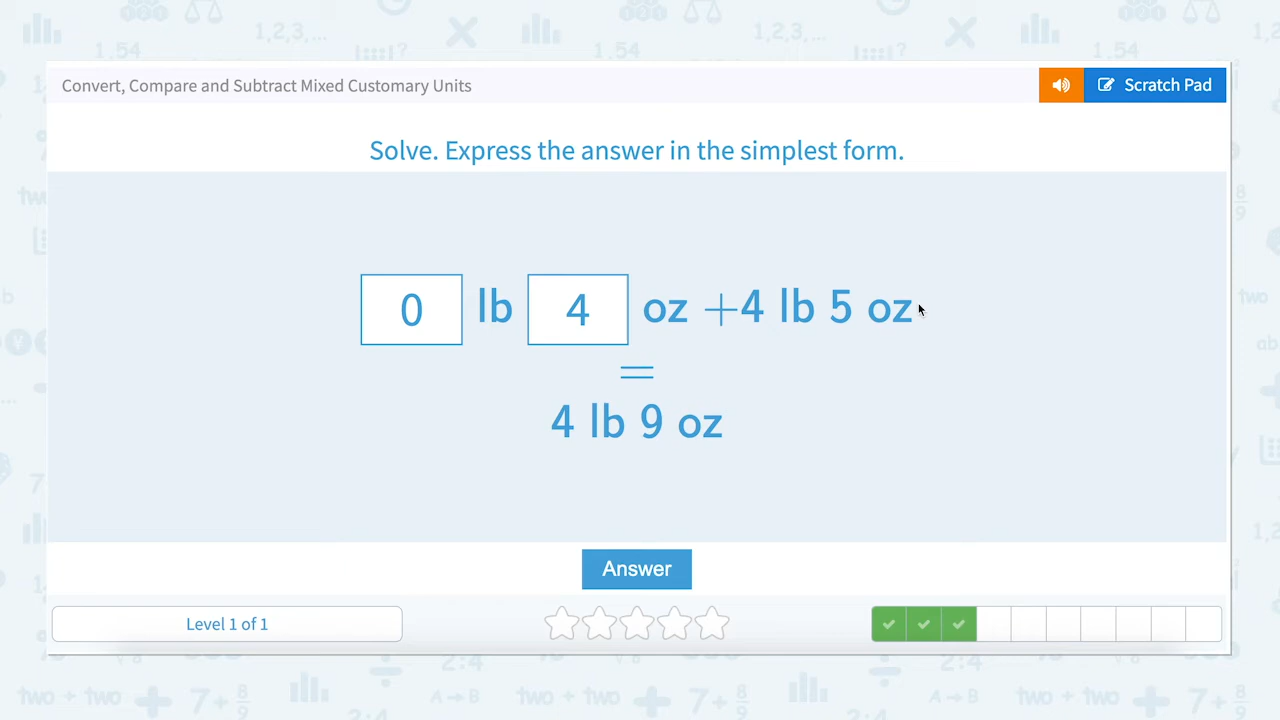 Convert, Compare and Subtract Mixed Customary Units
Scratch Pad
Solve. Express the answer in the simplest form.
0 lb 4 oz +4 lb 5 oz
=
4 lb 9 oz
Answer
Level 1 of 1